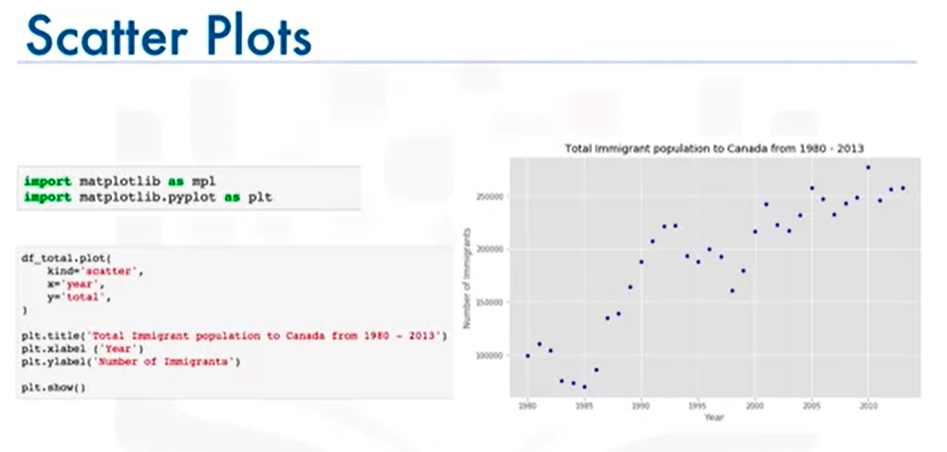 Scatter Plots
import matplotlib as mpl
import matplotlib.pyplot as plt
df_total.plot(
    kind='scatter',
    x='year',
    y='total',
)
plt.title('Total Immigrant population to Canada from 1980 - 2013')
plt.xlabel ('Year')
plt.ylabel('Number of Immigrants')
plt.show()
Total Immigrant population to Canada from 1980 - 2013
Number of Immigrants
250000
200000
150000
100000
1980 1985 1990 1995 2000 2005 2010
Year